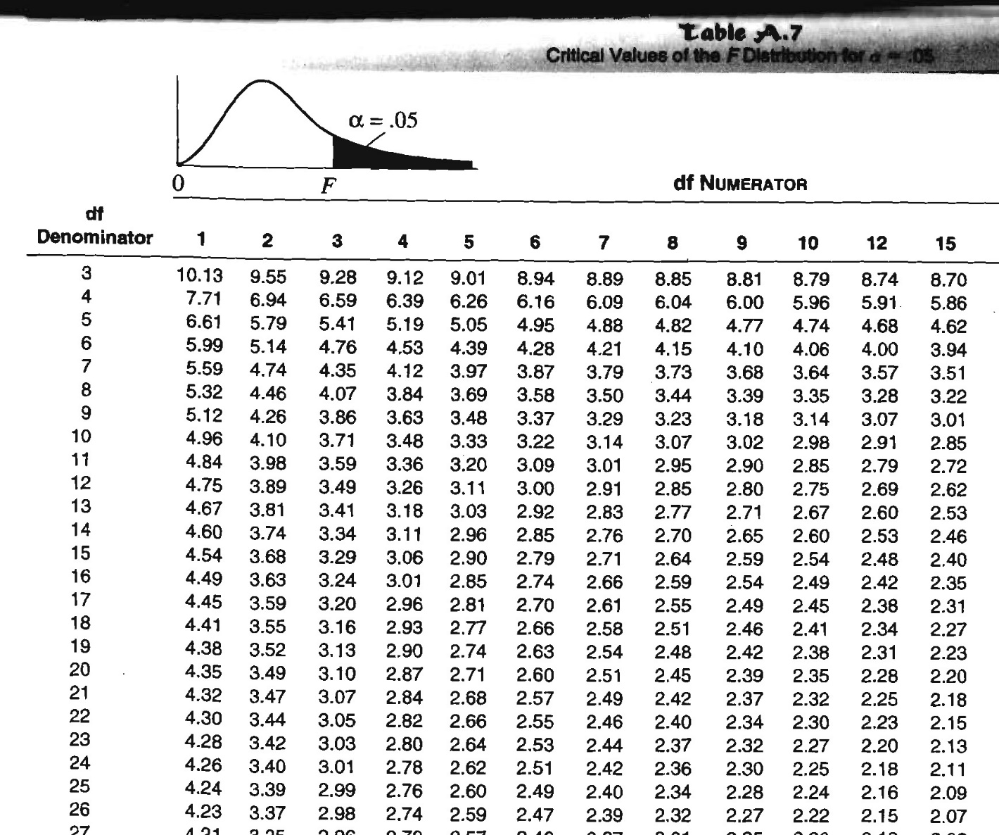 Table A.7
Critical Values of the F Distribution for α = .05
α = .05
0 F
df NUMERATOR
df
Denominator 1 2 3 4 5 6 7 8 9 10 12 15
3 10.13 9.55 9.28 9.12 9.01 8.94 8.89 8.85 8.81 8.79 8.74 8.70
4 7.71 6.94 6.59 6.39 6.26 6.16 6.09 6.04 6.00 5.96 5.91 5.86
5 6.61 5.79 5.41 5.19 5.05 4.95 4.88 4.82 4.77 4.74 4.68 4.62
6 5.99 5.14 4.76 4.53 4.39 4.28 4.21 4.15 4.10 4.06 4.00 3.94
7 5.59 4.74 4.35 4.12 3.97 3.87 3.79 3.73 3.68 3.64 3.57 3.51
8 5.32 4.46 4.07 3.84 3.69 3.58 3.50 3.44 3.39 3.35 3.28 3.22
9 5.12 4.26 3.86 3.63 3.48 3.37 3.29 3.23 3.18 3.14 3.07 3.01
10 4.96 4.10 3.71 3.48 3.33 3.22 3.14 3.07 3.02 2.98 2.91 2.85
11 4.84 3.98 3.59 3.36 3.20 3.09 3.01 2.95 2.90 2.85 2.79 2.72
12 4.75 3.89 3.49 3.26 3.11 3.00 2.91 2.85 2.80 2.75 2.69 2.62
13 4.67 3.81 3.41 3.18 3.03 2.92 2.83 2.77 2.71 2.67 2.60 2.53
14 4.60 3.74 3.34 3.11 2.96 2.85 2.76 2.70 2.65 2.60 2.53 2.46
15 4.54 3.68 3.29 3.06 2.90 2.79 2.71 2.64 2.59 2.54 2.48 2.40
16 4.49 3.63 3.24 3.01 2.85 2.74 2.66 2.59 2.54 2.49 2.42 2.35
17 4.45 3.59 3.20 2.96 2.81 2.70 2.61 2.55 2.49 2.45 2.38 2.31
18 4.41 3.55 3.16 2.93 2.77 2.66 2.58 2.51 2.46 2.41 2.34 2.27
19 4.38 3.52 3.13 2.90 2.74 2.63 2.54 2.48 2.42 2.38 2.31 2.23
20 4.35 3.49 3.10 2.87 2.71 2.60 2.51 2.45 2.39 2.35 2.28 2.20
21 4.32 3.47 3.07 2.84 2.68 2.57 2.49 2.42 2.37 2.32 2.25 2.18
22 4.30 3.44 3.05 2.82 2.66 2.55 2.46 2.40 2.34 2.30 2.23 2.15
23 4.28 3.42 3.03 2.80 2.64 2.53 2.44 2.37 2.32 2.27 2.20 2.13
24 4.26 3.40 3.01 2.78 2.62 2.51 2.42 2.36 2.30 2.25 2.18 2.11
25 4.24 3.39 2.99 2.76 2.60 2.49 2.40 2.34 2.28 2.24 2.16 2.09
26 4.23 3.37 2.98 2.74 2.59 2.47 2.39 2.32 2.27 2.22 2.15 2.07
27